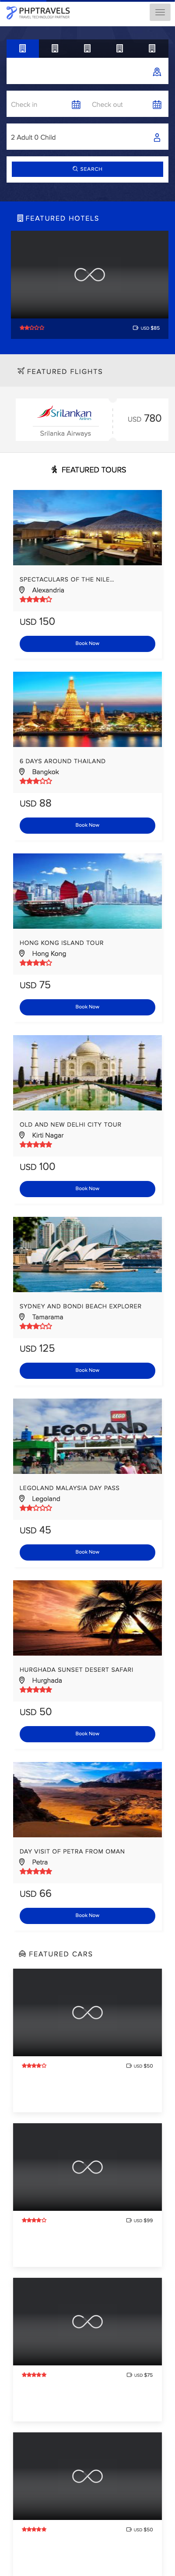 PHPTRAVELS
TRAVEL TECHNOLOGY PARTNER
Check in Check out
2 Adult 0 Child
SEARCH
FEATURED HOTELS
USD $85
FEATURED FLIGHTS
SriLankan
Airlines
Srilanka Airways
USD 780
FEATURED TOURS
SPECTACULARS OF THE NILE...
Alexandria
USD 150
Book Now
6 DAYS AROUND THAILAND
Bangkok
USD 88
Book Now
HONG KONG ISLAND TOUR
Hong Kong
USD 75
Book Now
OLD AND NEW DELHI CITY TOUR
Kirti Nagar
USD 100
Book Now
SYDNEY AND BONDI BEACH EXPLORER
Tamarama
USD 125
Book Now
LEGO
LEGOLAND
CALIFORNIA
LEGOLAND MALAYSIA DAY PASS
Legoland
USD 45
Book Now
HURGHADA SUNSET DESERT SAFARI
Hurghada
USD 50
Book Now
DAY VISIT OF PETRA FROM OMAN
Petra
USD 66
Book Now
FEATURED CARS
USD $50
USD $99
USD $75
USD $50